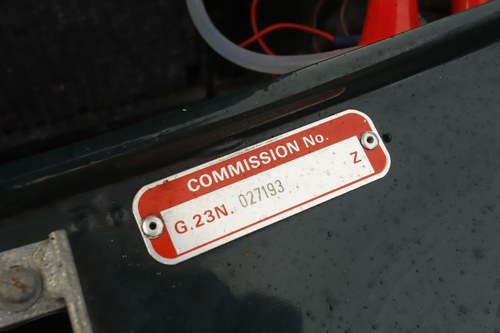 COMMISSION No.
G.23N. 027193 Z